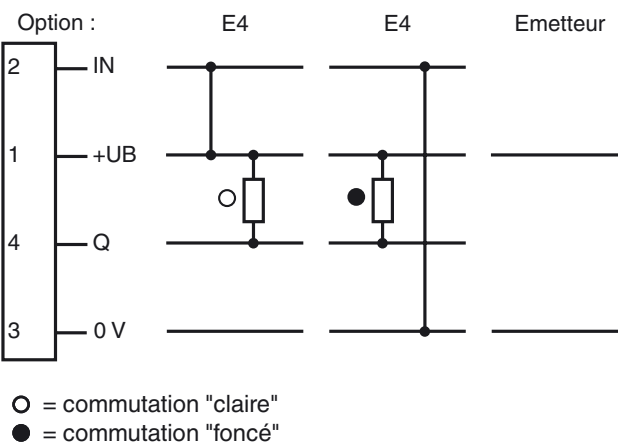 Option : E4 E4 Emetteur
2 IN
1 +UB
4 Q
3 0 V
= commutation "claire"
= commutation "foncé"